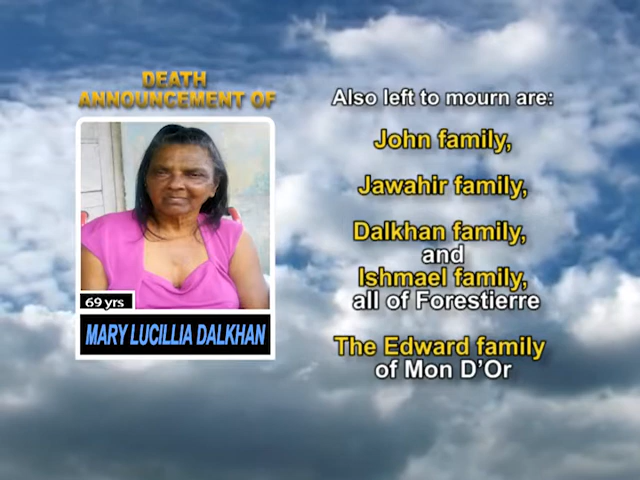 DEATH
ANNOUNCEMENT OF
69 yrs
MARY LUCILLIA DALKHAN
Also left to mourn are:
John family,
Jawahir family,
Dalkhan family,
and
Ishmael family,
all of Forestierre
The Edward family
of Mon D'Or